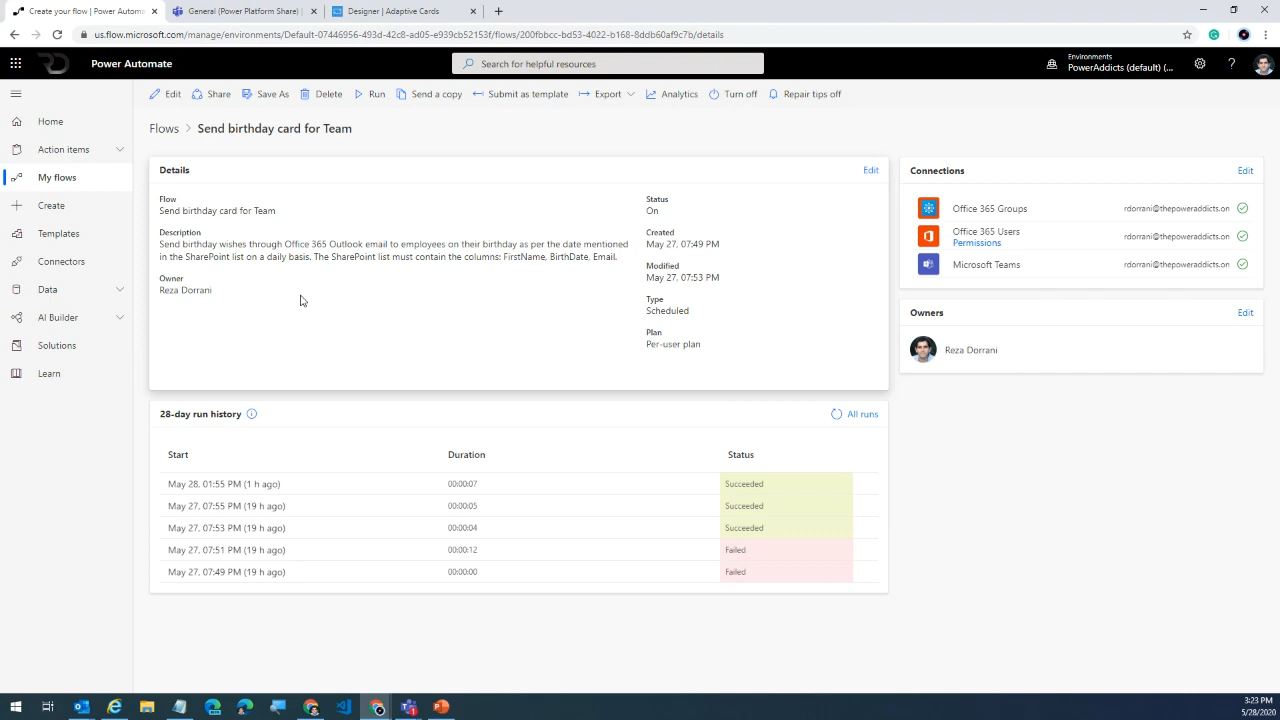 Create your flow | Power Automa
General (Power Platform Share) |
Designer | Adaptive Cards
us.flow.microsoft.com/manage/environments/Default-07446956-493d-42c8-ad05-e939cb52153f/flows/200fbbcc-bd53-4022-b168-8ddb60af9c7b/details
Power Automate
Search for helpful resources
Environments
PowerAddicts (default) (...
Edit
Share
Save As
Delete
Run
Send a copy
Submit as template
Export
Analytics
Turn off
Repair tips off
Home
Action items
My flows
Create
Templates
Connectors
Data
AI Builder
Solutions
Learn
Flows > Send birthday card for Team
Details
Edit
Flow
Send birthday card for Team
Description
Send birthday wishes through Office 365 Outlook email to employees on their birthday as per the date mentioned
in the SharePoint list on a daily basis. The SharePoint list must contain the columns: FirstName, BirthDate, Email.
Owner
Reza Dorrani
Status
On
Created
May 27, 07:49 PM
Modified
May 27, 07:53 PM
Type
Scheduled
Plan
Per-user plan
Connections
Edit
Office 365 Groups
rdorrani@thepoweraddicts.on
Office 365 Users
Permissions
rdorrani@thepoweraddicts.on
Microsoft Teams
rdorrani@thepoweraddicts.on
Owners
Edit
Reza Dorrani
28-day run history
All runs
Start Duration Status
May 28, 01:55 PM (1 h ago) 00:00:07 Succeeded
May 27, 07:55 PM (19 h ago) 00:00:05 Succeeded
May 27, 07:53 PM (19 h ago) 00:00:04 Succeeded
May 27, 07:51 PM (19 h ago) 00:00:12 Failed
May 27, 07:49 PM (19 h ago) 00:00:00 Failed
3:23 PM
5/28/2020